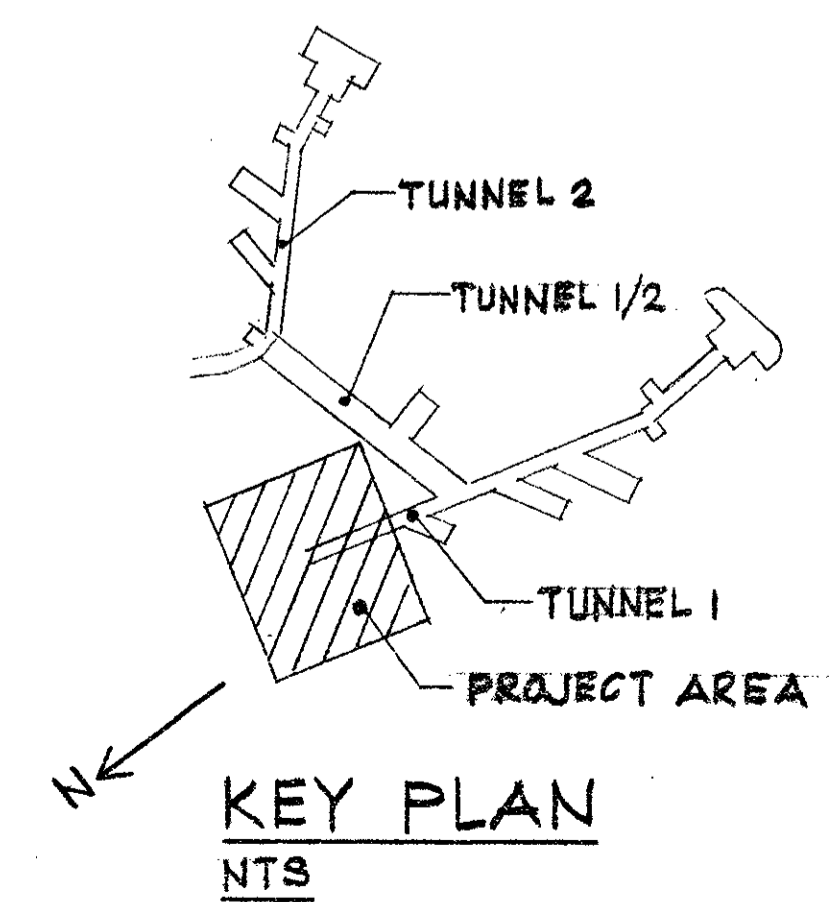 TUNNEL 2
TUNNEL 1/2
TUNNEL 1
PROJECT AREA
N
KEY PLAN
NTS